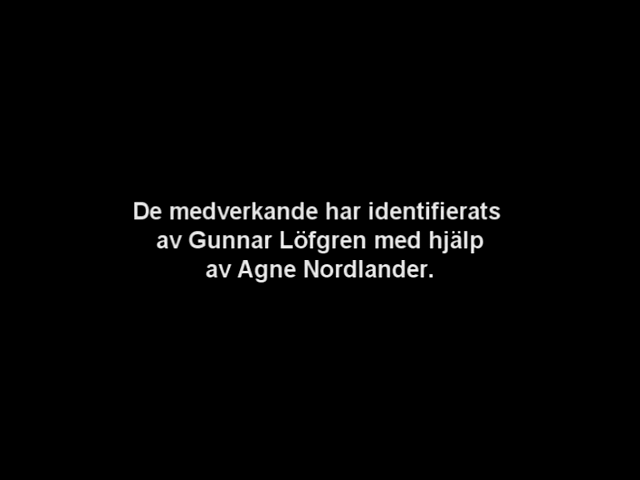 De medverkande har identifierats
av Gunnar Löfgren med hjälp
av Agne Nordlander.